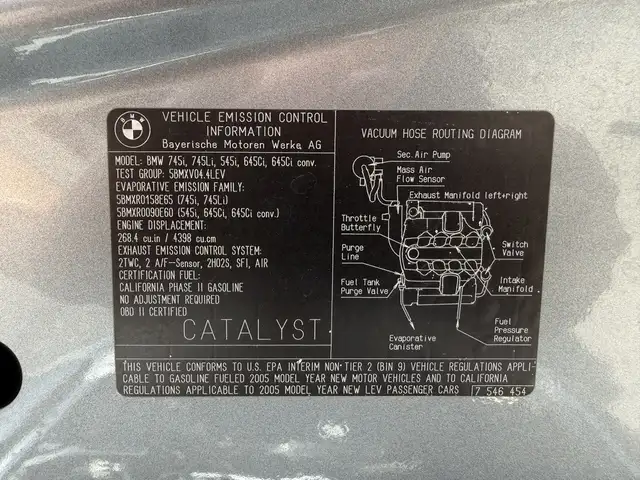 BMW
VEHICLE EMISSION CONTROL
INFORMATION
Bayerische Motoren Werke AG
MODEL: BMW 745i, 745Li, 545i, 645Ci, 645Ci conv.
TEST GROUP: 5BMXV04.4LEV
EVAPORATIVE EMISSION FAMILY:
5BMXR0158E65 (745i, 745Li)
5BMXR0090E60 (545i, 645Ci, 645Ci conv.)
ENGINE DISPLACEMENT:
268.4 cu.in / 4398 cu.cm
EXHAUST EMISSION CONTROL SYSTEM:
2TWC, 2 A/F-Sensor, 2HO2S, SFI, AIR
CERTIFICATION FUEL:
CALIFORNIA PHASE II GASOLINE
NO ADJUSTMENT REQUIRED
OBD II CERTIFIED
CATALYST
VACUUM HOSE ROUTING DIAGRAM
Sec.Air Pump
Mass Air
Flow Sensor
Exhaust Manifold left+right
Throttle
Butterfly
Switch
Valve
Purge
Line
Fuel Tank
Purge Valve
Intake
Manifold
Fuel
Pressure
Regulator
Evaporative
Canister
THIS VEHICLE CONFORMS TO U.S. EPA INTERIM NON-TIER 2 (BIN 9) VEHICLE REGULATIONS APPLI-
CABLE TO GASOLINE FUELED 2005 MODEL YEAR NEW MOTOR VEHICLES AND TO CALIFORNIA
REGULATIONS APPLICABLE TO 2005 MODEL YEAR NEW LEV PASSENGER CARS
7 546 454